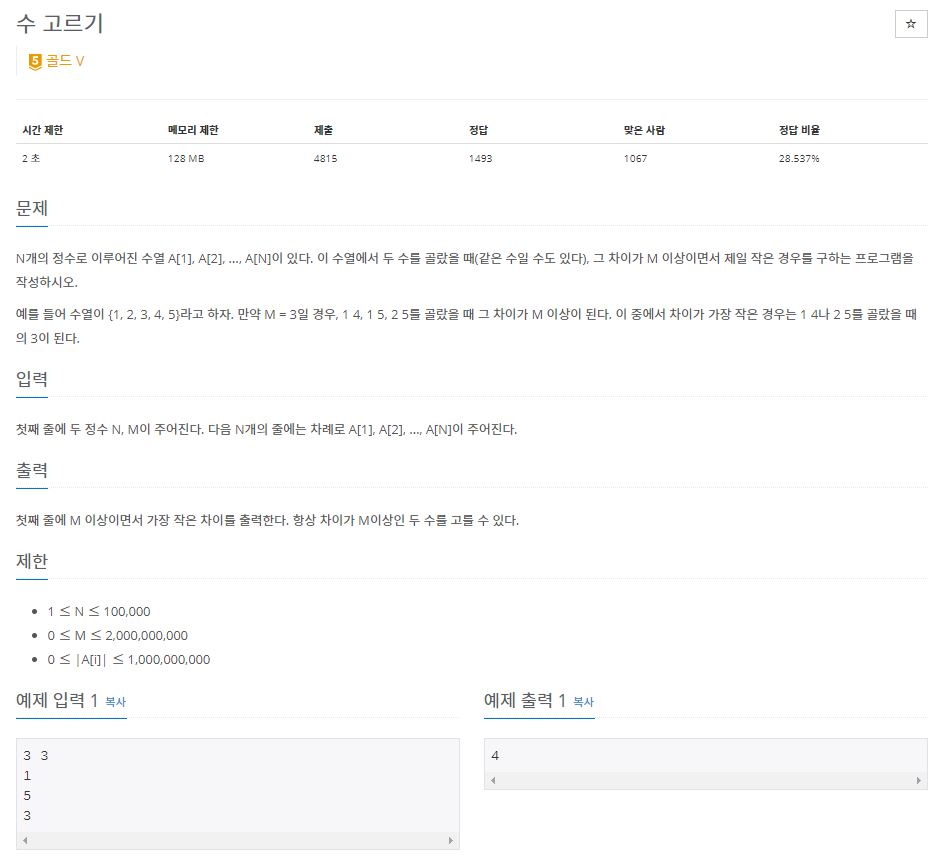 수 고르기
☆
5 골드 V
시간 제한 메모리 제한 제출 정답 맞은 사람 정답 비율
2 초 128 MB 4815 1493 1067 28.537%
문제
N개의 정수로 이루어진 수열 A[1], A[2], …, A[N]이 있다. 이 수열에서 두 수를 골랐을 때(같은 수일 수도 있다), 그 차이가 M 이상이면서 제일 작은 경우를 구하는 프로그램을
작성하시오.
예를 들어 수열이 {1, 2, 3, 4, 5}라고 하자. 만약 M = 3일 경우, 1 4, 1 5, 2 5를 골랐을 때 그 차이가 M 이상이 된다. 이 중에서 차이가 가장 작은 경우는 1 4나 2 5를 골랐을 때
의 3이 된다.
입력
첫째 줄에 두 정수 N, M이 주어진다. 다음 N개의 줄에는 차례로 A[1], A[2], …, A[N]이 주어진다.
출력
첫째 줄에 M 이상이면서 가장 작은 차이를 출력한다. 항상 차이가 M이상인 두 수를 고를 수 있다.
제한
• 1 ≤ N ≤ 100,000
• 0 ≤ M ≤ 2,000,000,000
• 0 ≤ |A[i]| ≤ 1,000,000,000
예제 입력 1 복사
3 3
1
5
3
예제 출력 1 복사
4